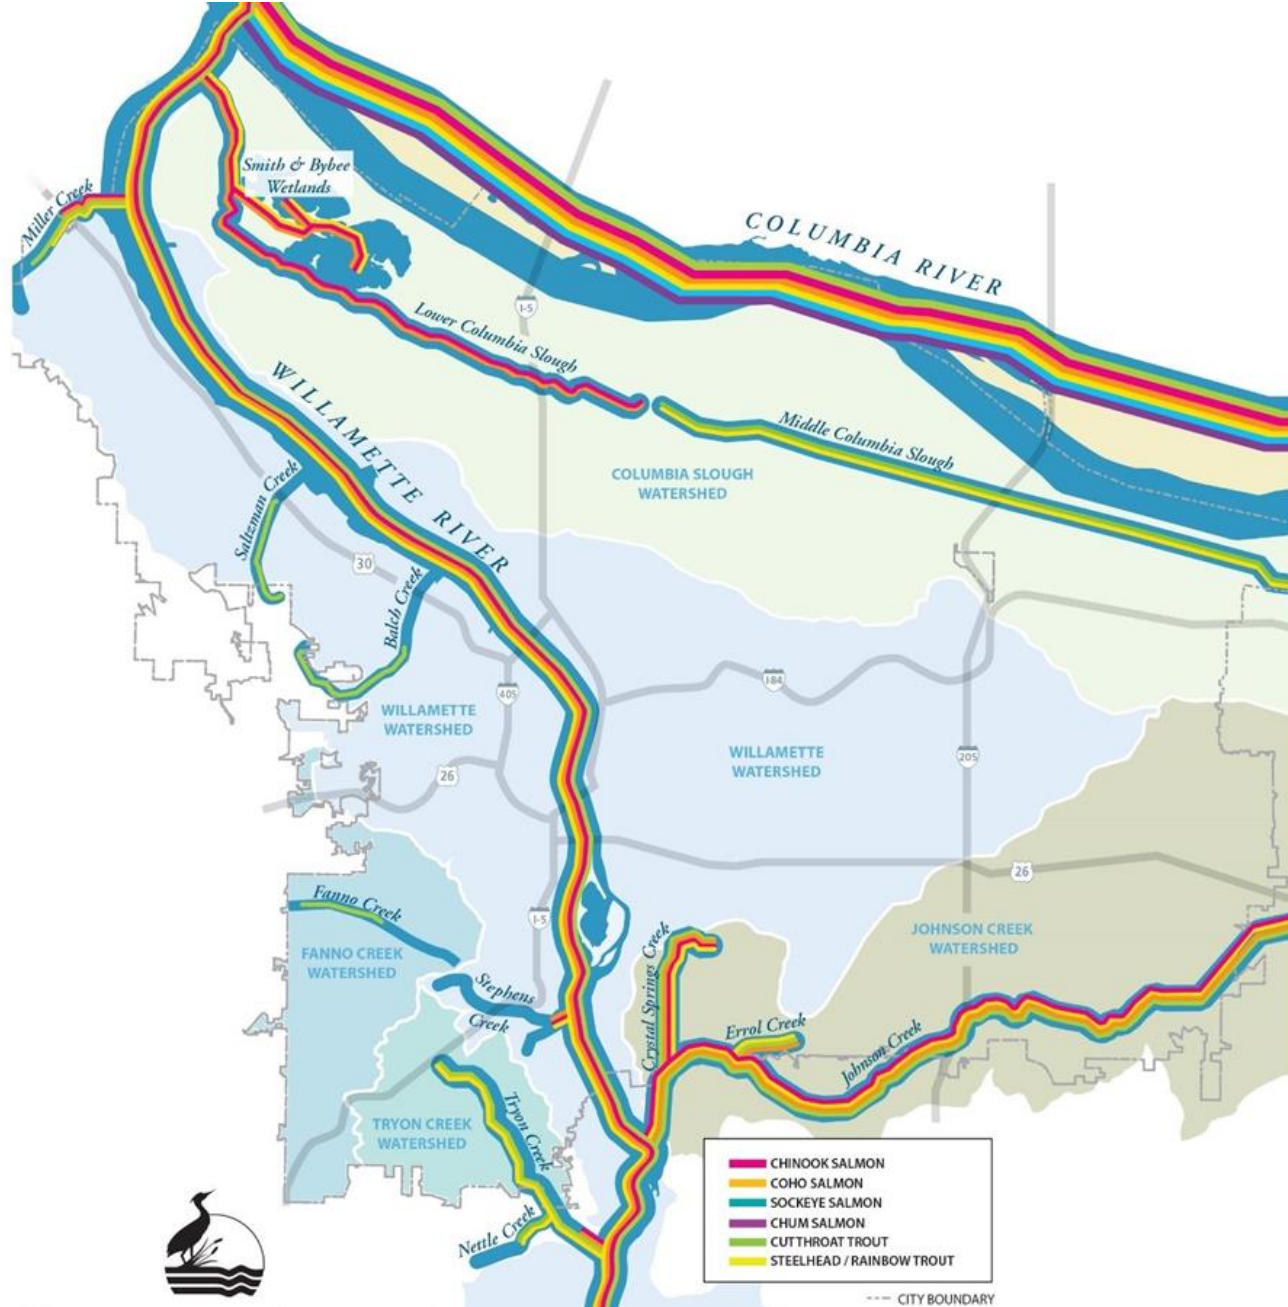 COLUMBIA RIVER
Smith & Bybee
Wetlands
Miller Creek
I-5
Lower Columbia Slough
WILLAMETTE RIVER
Middle Columbia Slough
COLUMBIA SLOUGH
WATERSHED
Saltzman Creek
30
Balch Creek
405
I-84
WILLAMETTE
WATERSHED
WILLAMETTE
WATERSHED
205
26
26
Fanno Creek
I-5
FANNO CREEK
WATERSHED
JOHNSON CREEK
WATERSHED
Stephens
Creek
Crystal Springs Creek
Errol Creek
Johnson Creek
TRYON CREEK
WATERSHED
Tryon Creek
Nettle Creek
CHINOOK SALMON
COHO SALMON
SOCKEYE SALMON
CHUM SALMON
CUTTHROAT TROUT
STEELHEAD / RAINBOW TROUT
CITY BOUNDARY